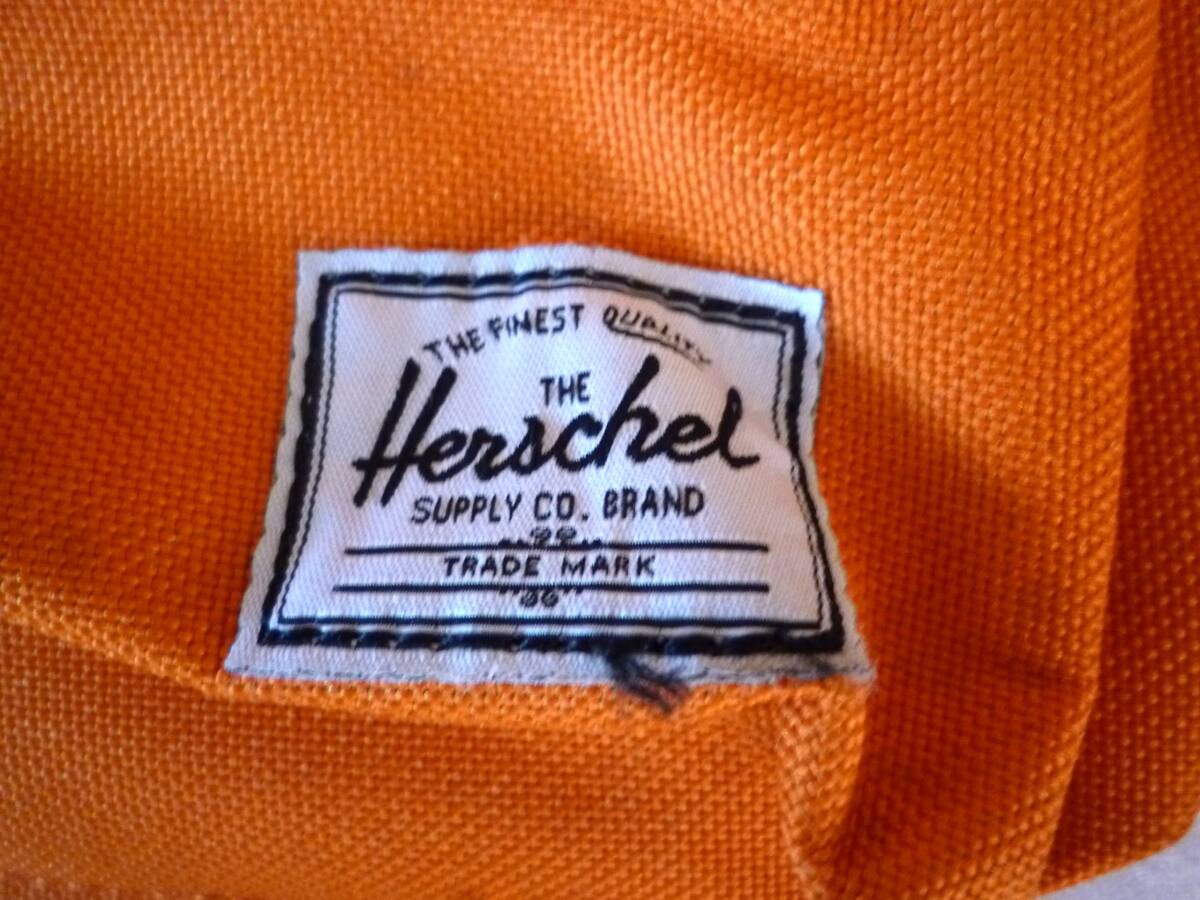 THE FINEST QUALITY
THE
Herschel
SUPPLY CO. BRAND
TRADE MARK